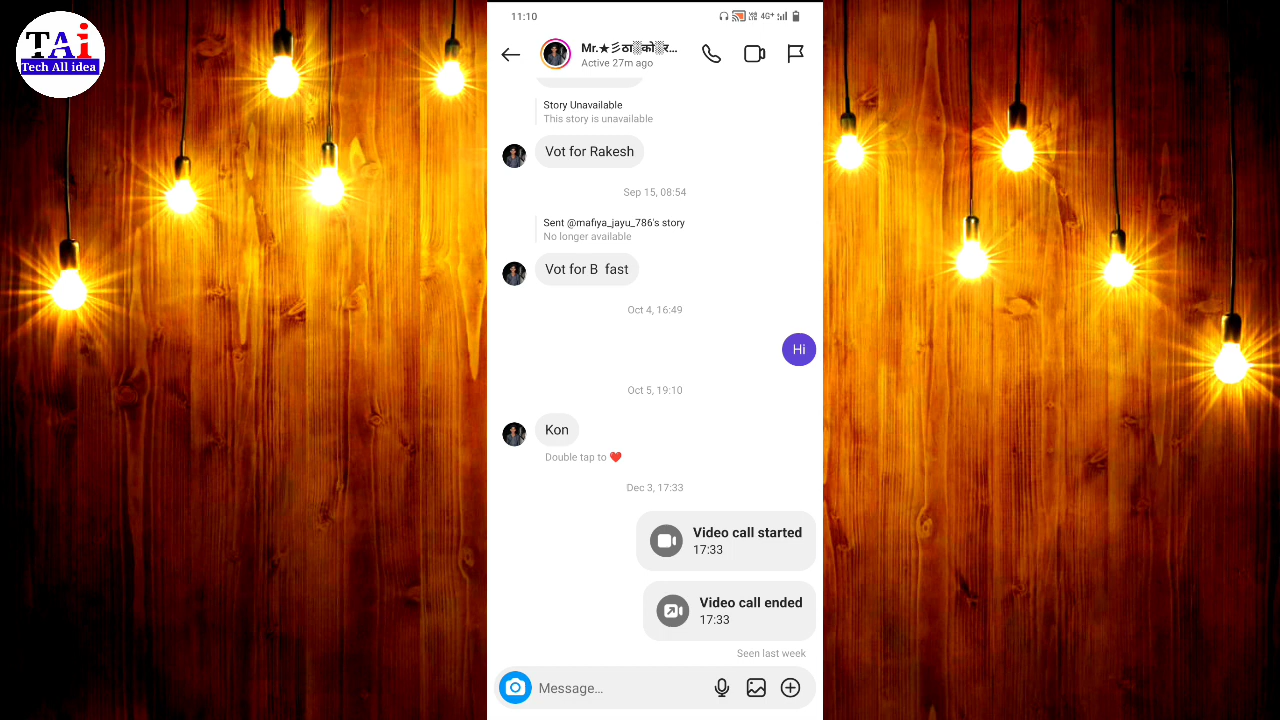 TAi
Tech All idea
11:10
4G+
Mr.★彡ठा░को░र...
Active 27m ago
Story Unavailable
This story is unavailable
Vot for Rakesh
Sep 15, 08:54
Sent @mafiya_jayu_786's story
No longer available
Vot for B fast
Oct 4, 16:49
Hi
Oct 5, 19:10
Kon
Double tap to ❤️
Dec 3, 17:33
Video call started
17:33
Video call ended
17:33
Seen last week
Message...